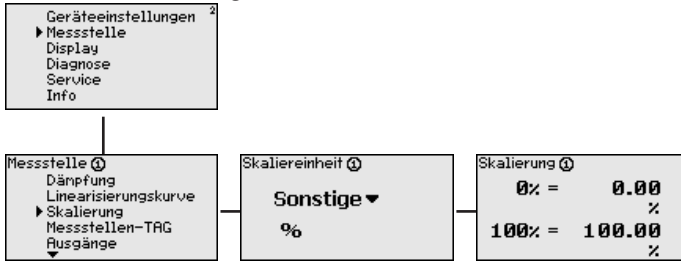 Geräteeinstellungen 2
Messstelle
Display
Diagnose
Service
Info
Messstelle ①
Dämpfung
Linearisierungskurve
Skalierung
Messstellen-TAG
Ausgänge
Skaliereinheit ①
Sonstige
%
Skalierung ①
0% = 0.00
%
100% = 100.00
%